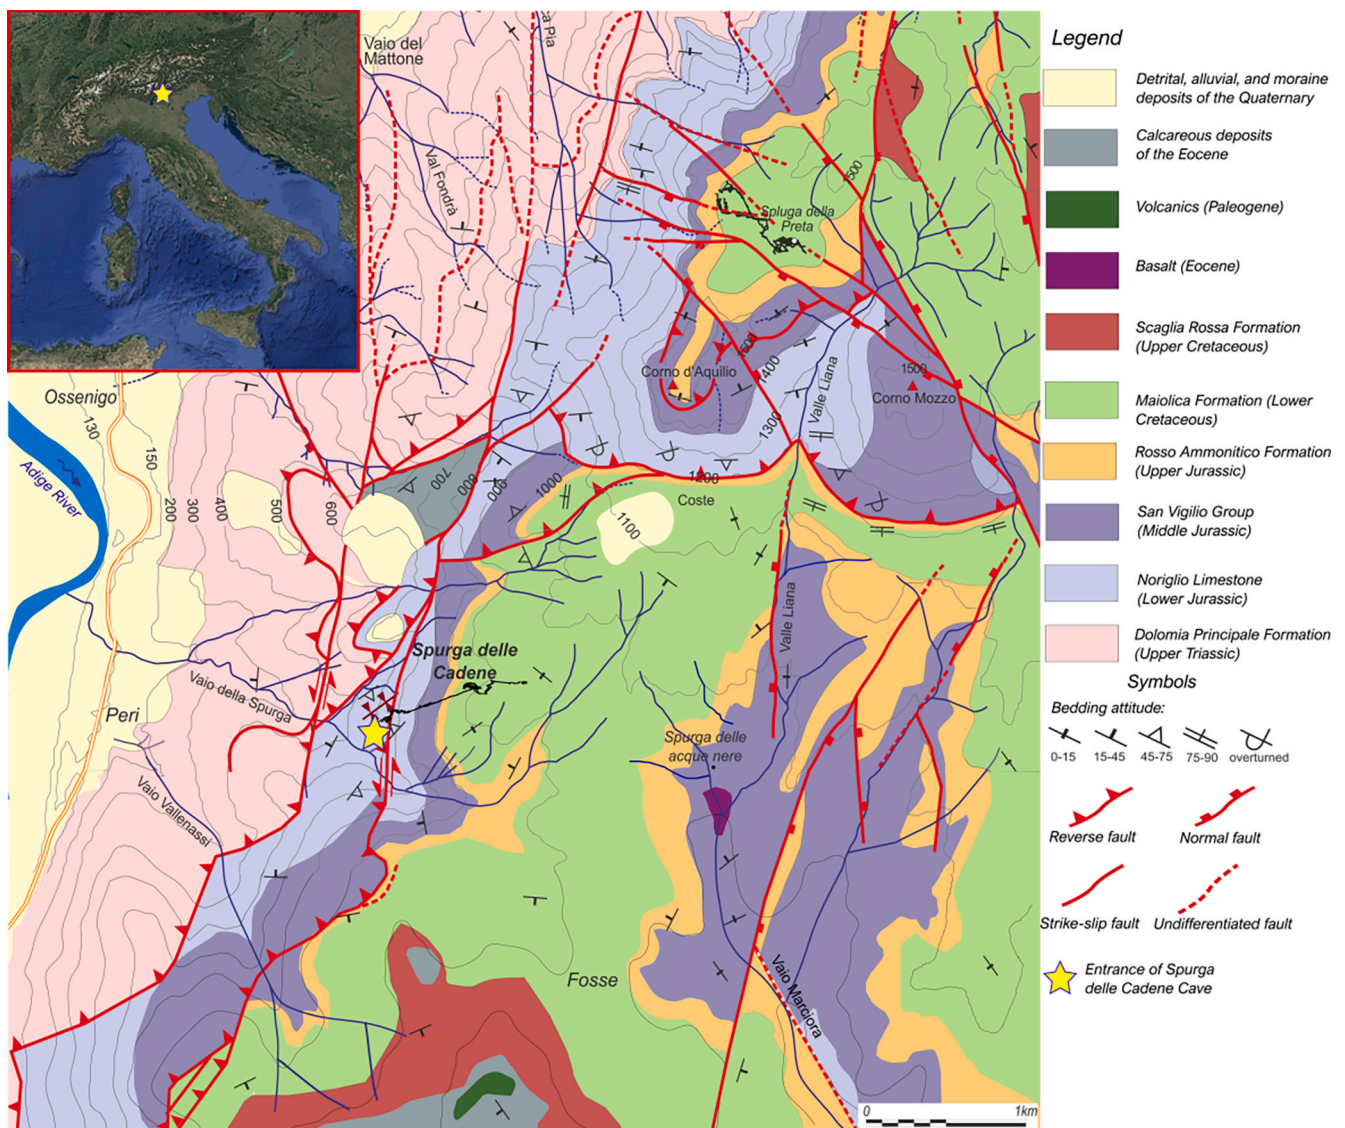 Vaio del
Mattone
ca Pia
Val Fondrà
1500
Spluga della
Preta
Corno d'Aquilio
1500
1400
1300
Valle Liana
1500
Corno Mozzo
Ossenigo
130
150
Adige River
200
300
400
500
600
700
800
900
1000
1200
Coste
1100
Valle Liana
Spurga delle
Cadene
Vaio della Spurga
Peri
Vaio Vallenassi
Spurga delle
acque nere
Fosse
Vaio Marciora
0 1km
Legend
Detrital, alluvial, and moraine
deposits of the Quaternary
Calcareous deposits
of the Eocene
Volcanics (Paleogene)
Basalt (Eocene)
Scaglia Rossa Formation
(Upper Cretaceous)
Maiolica Formation (Lower
Cretaceous)
Rosso Ammonitico Formation
(Upper Jurassic)
San Vigilio Group
(Middle Jurassic)
Noriglio Limestone
(Lower Jurassic)
Dolomia Principale Formation
(Upper Triassic)
Symbols
Bedding attitude:
0-15 15-45 45-75 75-90 overturned
Reverse fault Normal fault
Strike-slip fault Undifferentiated fault
Entrance of Spurga
delle Cadene Cave